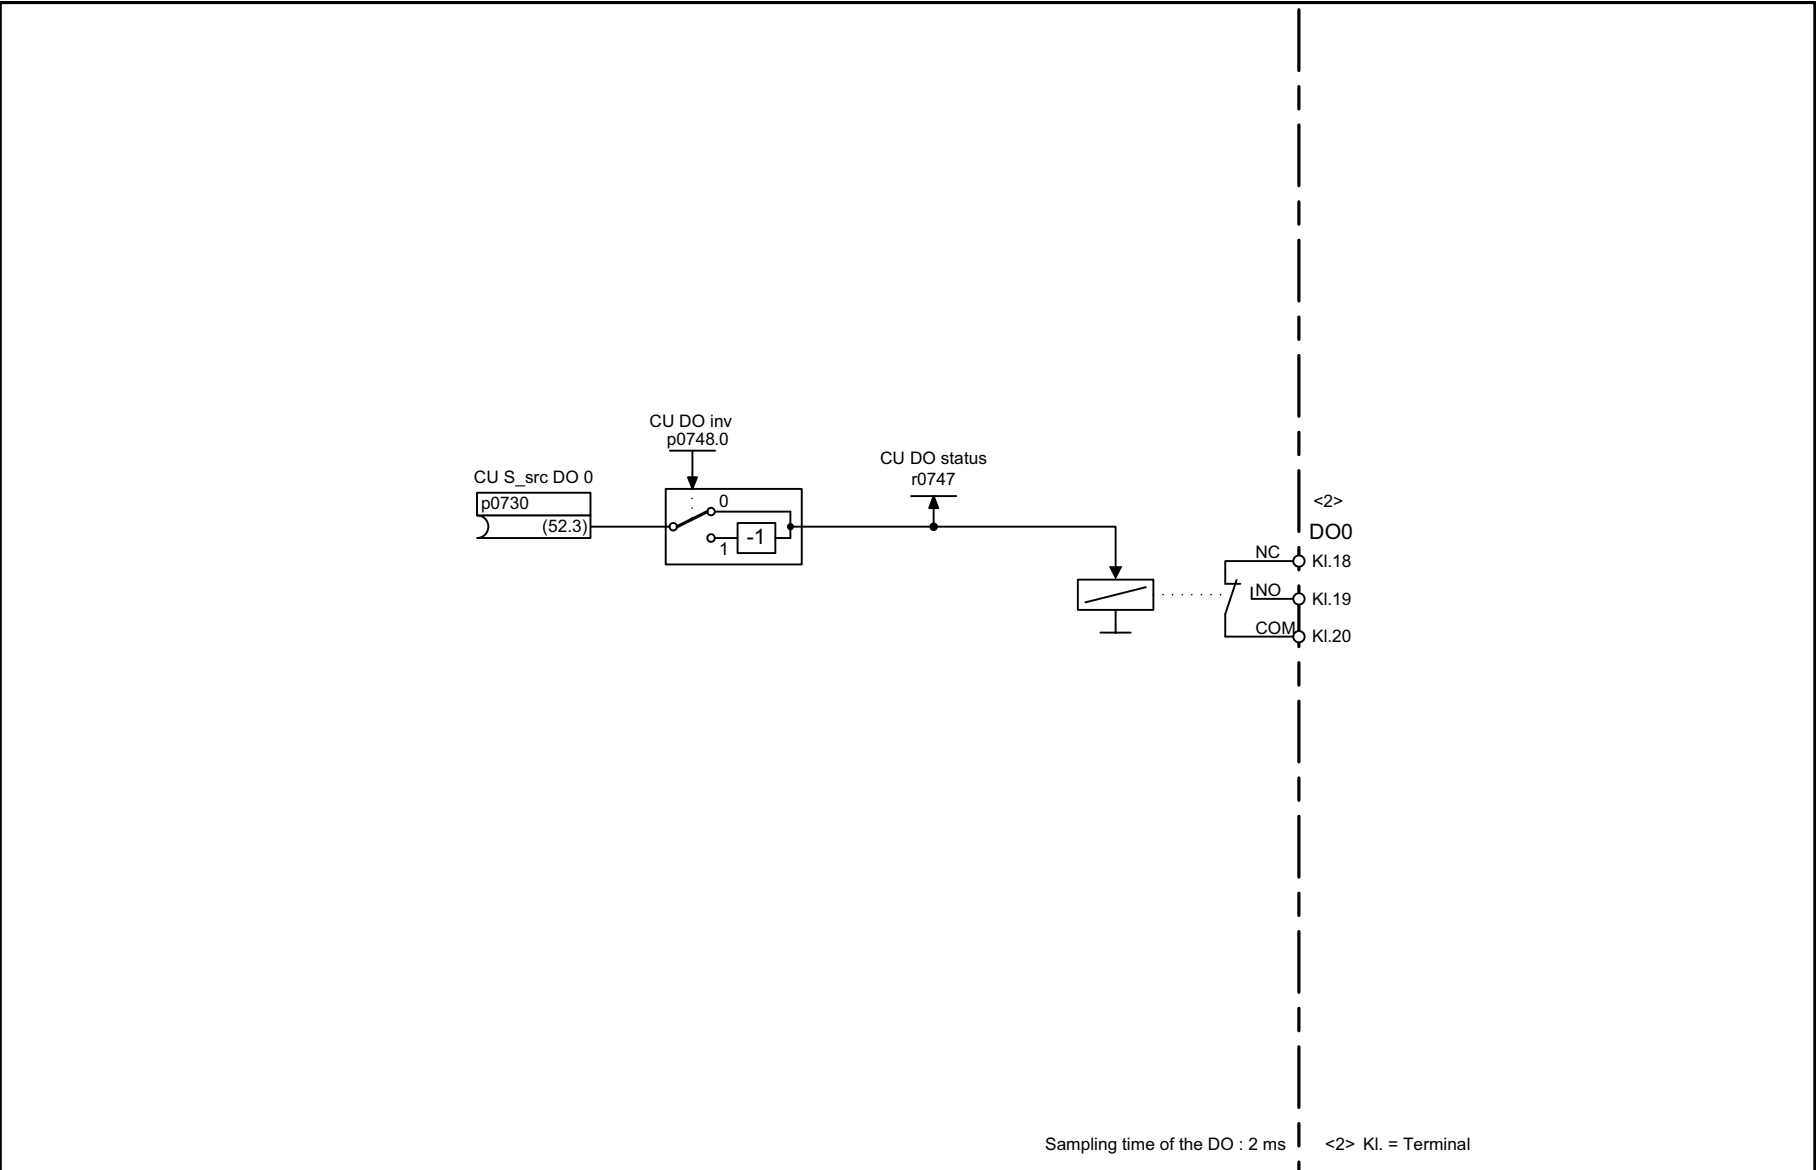 CU DO inv
p0748.0
CU DO status
r0747
CU S_src DO 0
p0730
(52.3)
0
1
-1
<2>
DO0
NC
Kl.18
NO
Kl.19
COM
Kl.20
Sampling time of the DO : 2 ms
<2> Kl. = Terminal